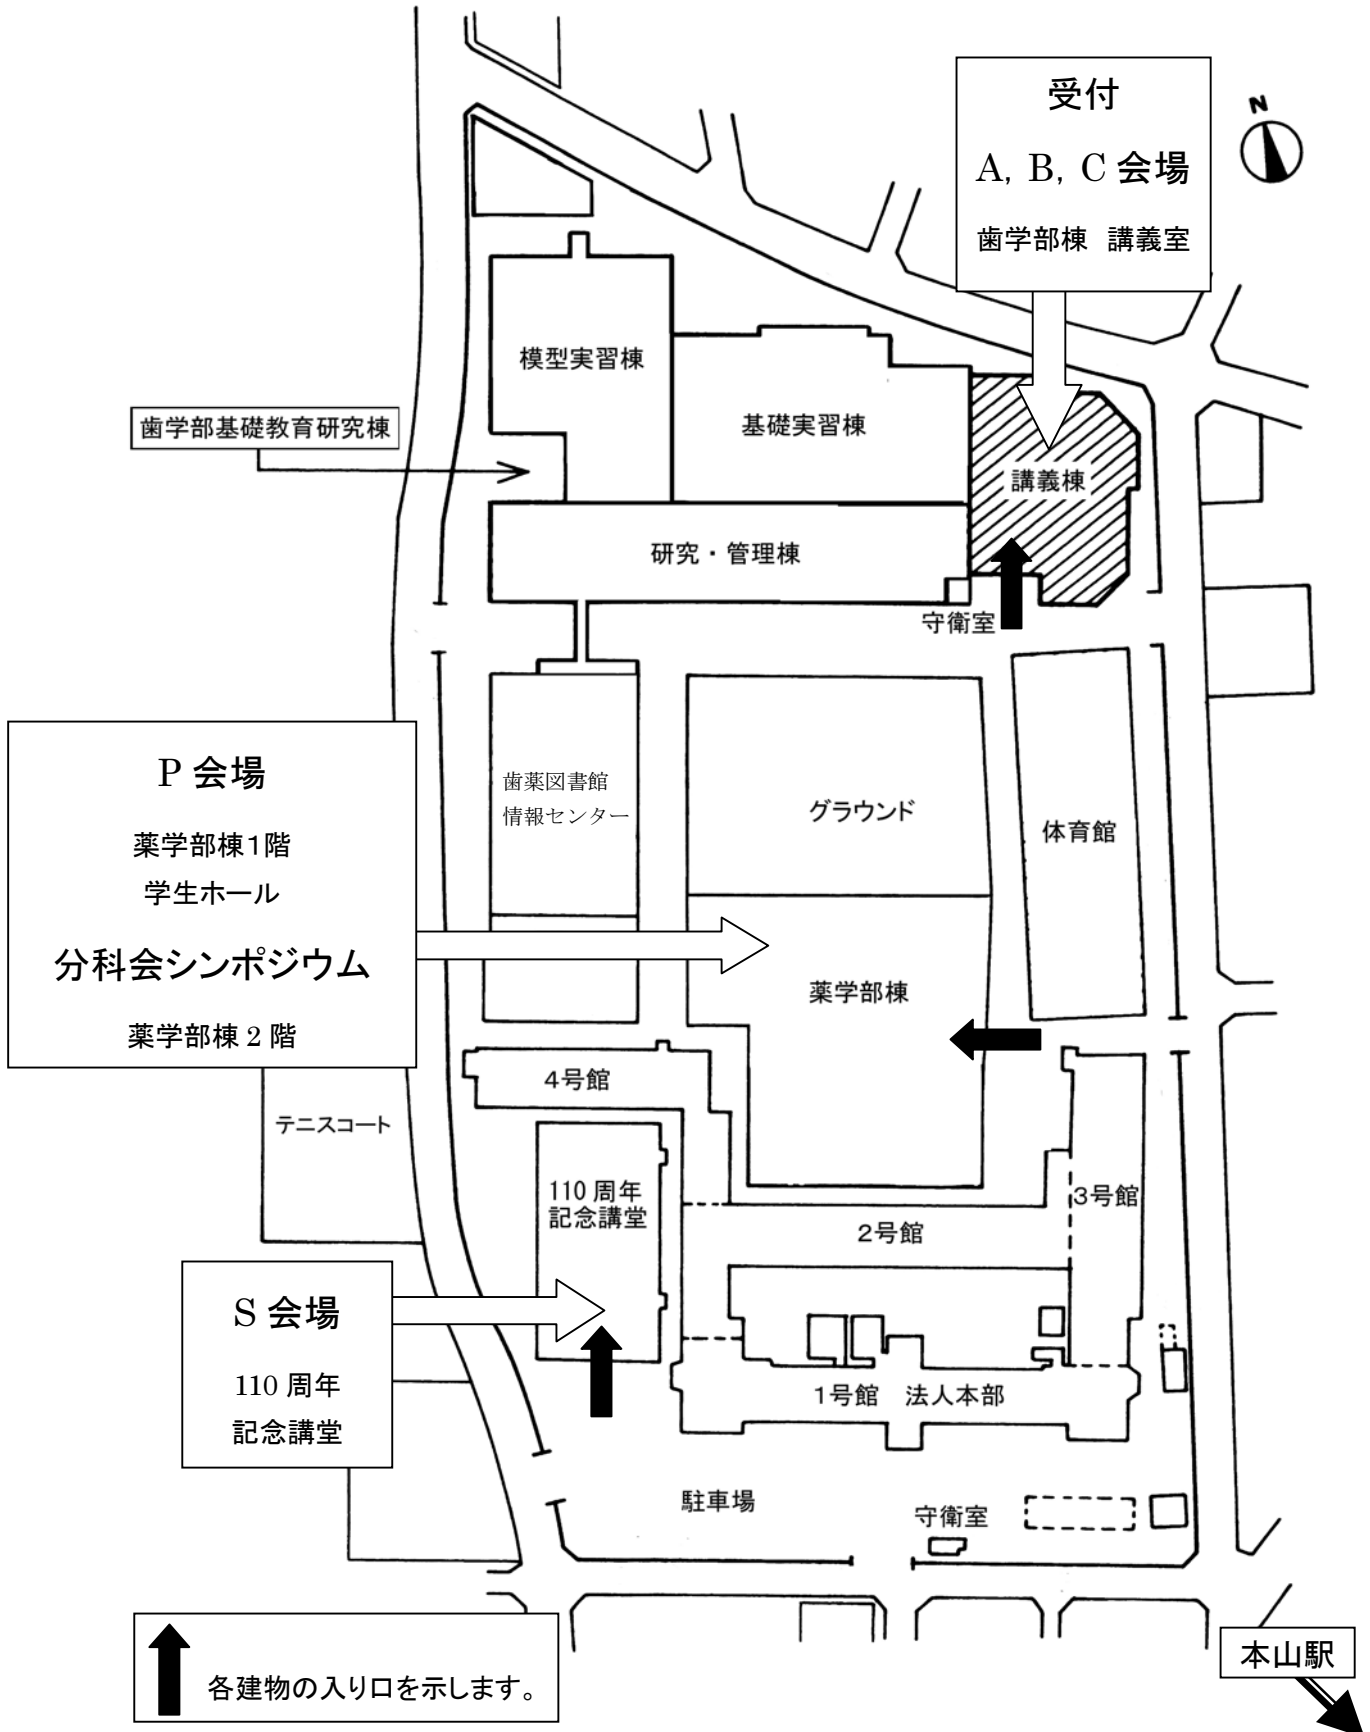 受付
A, B, C 会場
歯学部棟 講義室
N
模型実習棟
歯学部基礎教育研究棟
基礎実習棟
講義棟
研究・管理棟
守衛室
P 会場
薬学部棟1階
学生ホール
分科会シンポジウム
薬学部棟 2 階
歯薬図書館
情報センター
グラウンド
体育館
薬学部棟
4号館
テニスコート
110 周年
記念講堂
3号館
2号館
S 会場
110 周年
記念講堂
1号館 法人本部
駐車場
守衛室
各建物の入り口を示します。
本山駅